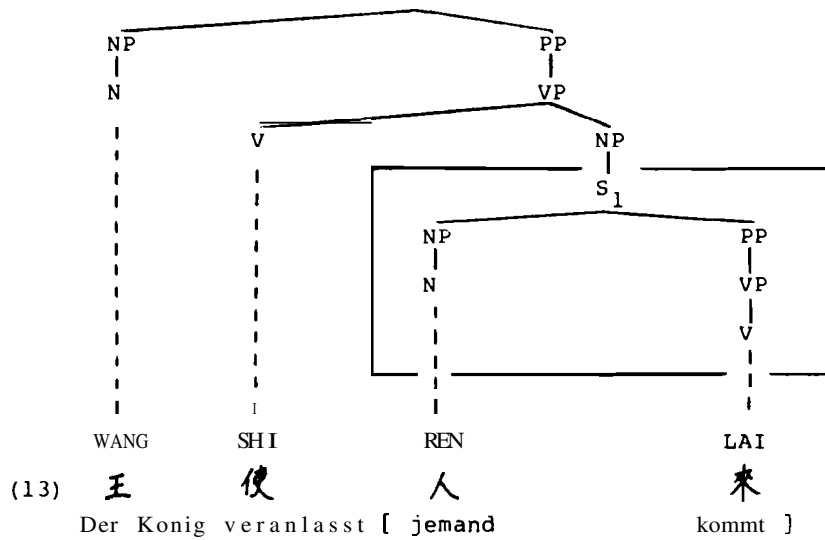 NP PP
N VP
V NP
S1
NP PP
N VP
V
WANG SHI REN LAI
(13) 王 使 人 來
Der Konig veranlasst [ jemand kommt ]